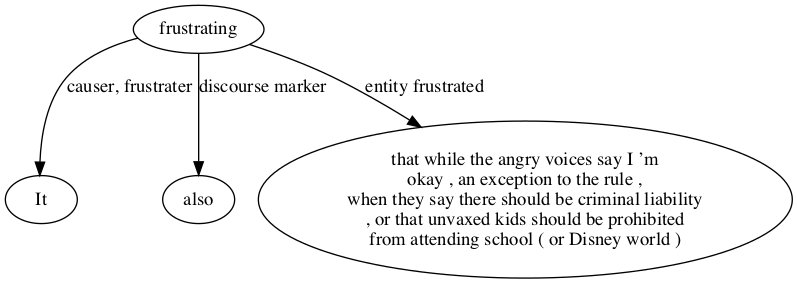 frustrating
causer, frustrater
discourse marker
entity frustrated
It
also
that while the angry voices say I ’m
okay , an exception to the rule ,
when they say there should be criminal liability
, or that unvaxed kids should be prohibited
from attending school ( or Disney world )